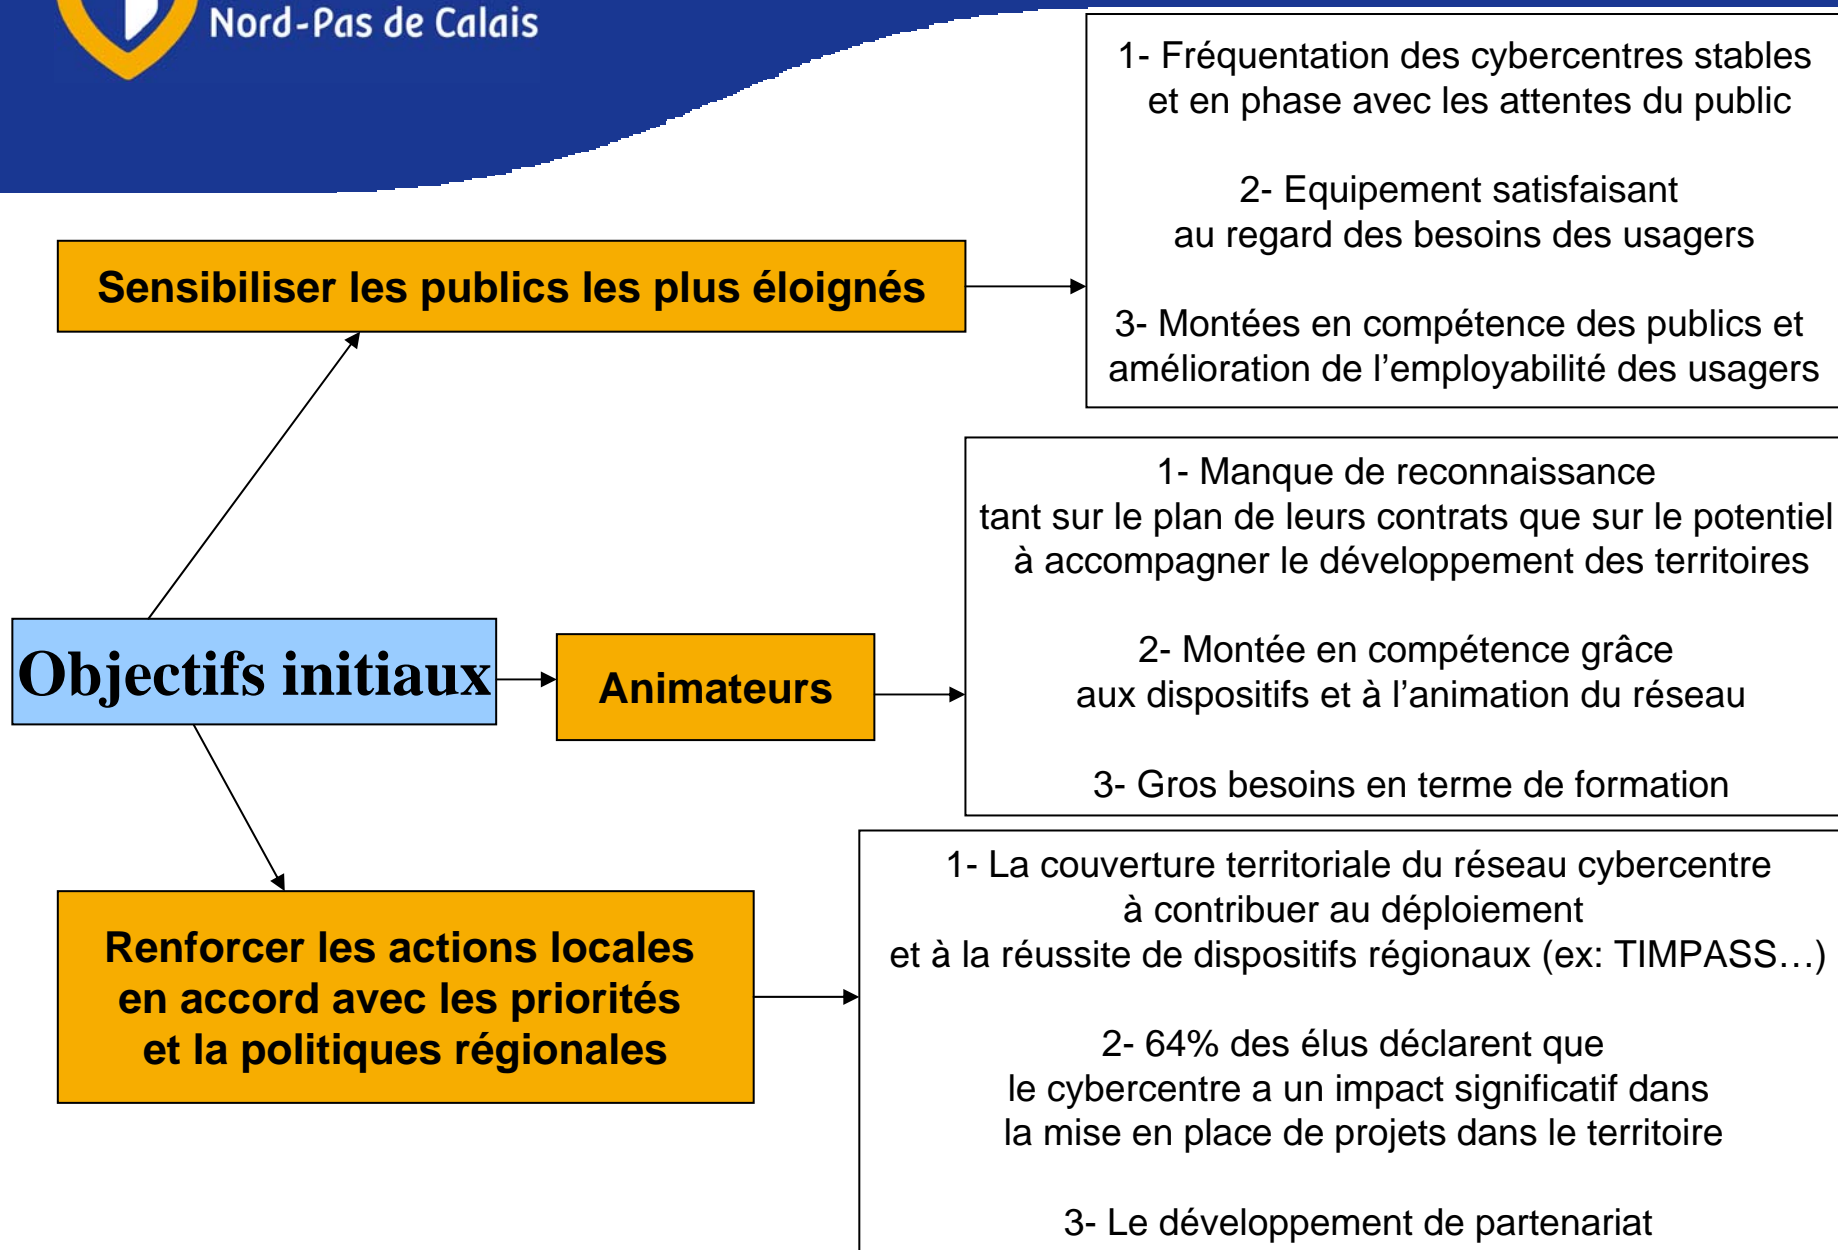 Nord-Pas de Calais
1- Fréquentation des cybercentres stables
et en phase avec les attentes du public
2- Equipement satisfaisant
au regard des besoins des usagers
3- Montées en compétence des publics et
amélioration de l’employabilité des usagers
Sensibiliser les publics les plus éloignés
1- Manque de reconnaissance
tant sur le plan de leurs contrats que sur le potentiel
à accompagner le développement des territoires
2- Montée en compétence grâce
aux dispositifs et à l’animation du réseau
3- Gros besoins en terme de formation
Objectifs initiaux
Animateurs
1- La couverture territoriale du réseau cybercentre
à contribuer au déploiement
et à la réussite de dispositifs régionaux (ex: TIMPASS…)
2- 64% des élus déclarent que
le cybercentre a un impact significatif dans
la mise en place de projets dans le territoire
3- Le développement de partenariat
Renforcer les actions locales
en accord avec les priorités
et la politiques régionales